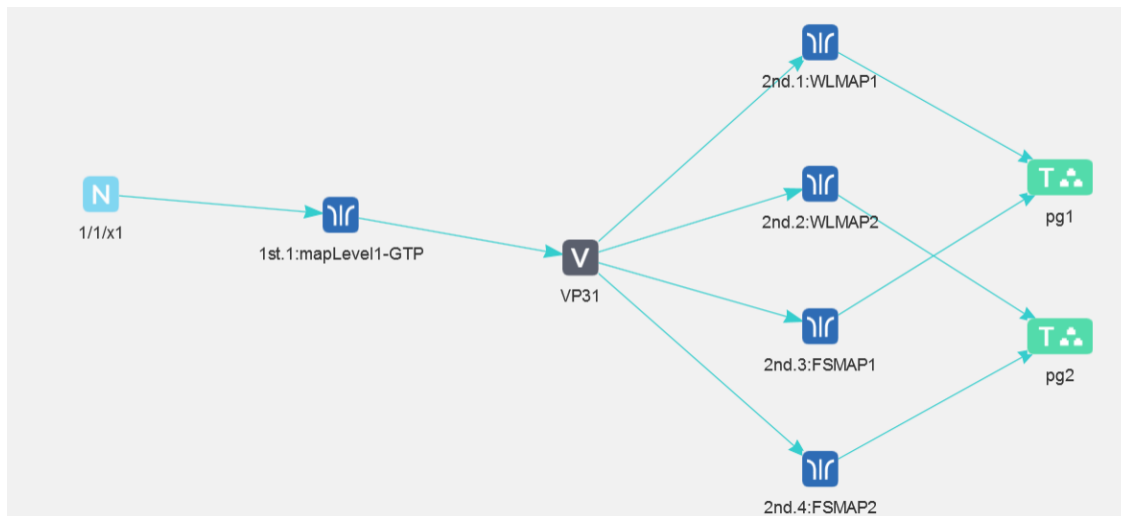 2nd.1:WLMAP1
N
1/1/x1
1st.1:mapLevel1-GTP
V
VP31
2nd.2:WLMAP2
2nd.3:FSMAP1
2nd.4:FSMAP2
T
pg1
T
pg2